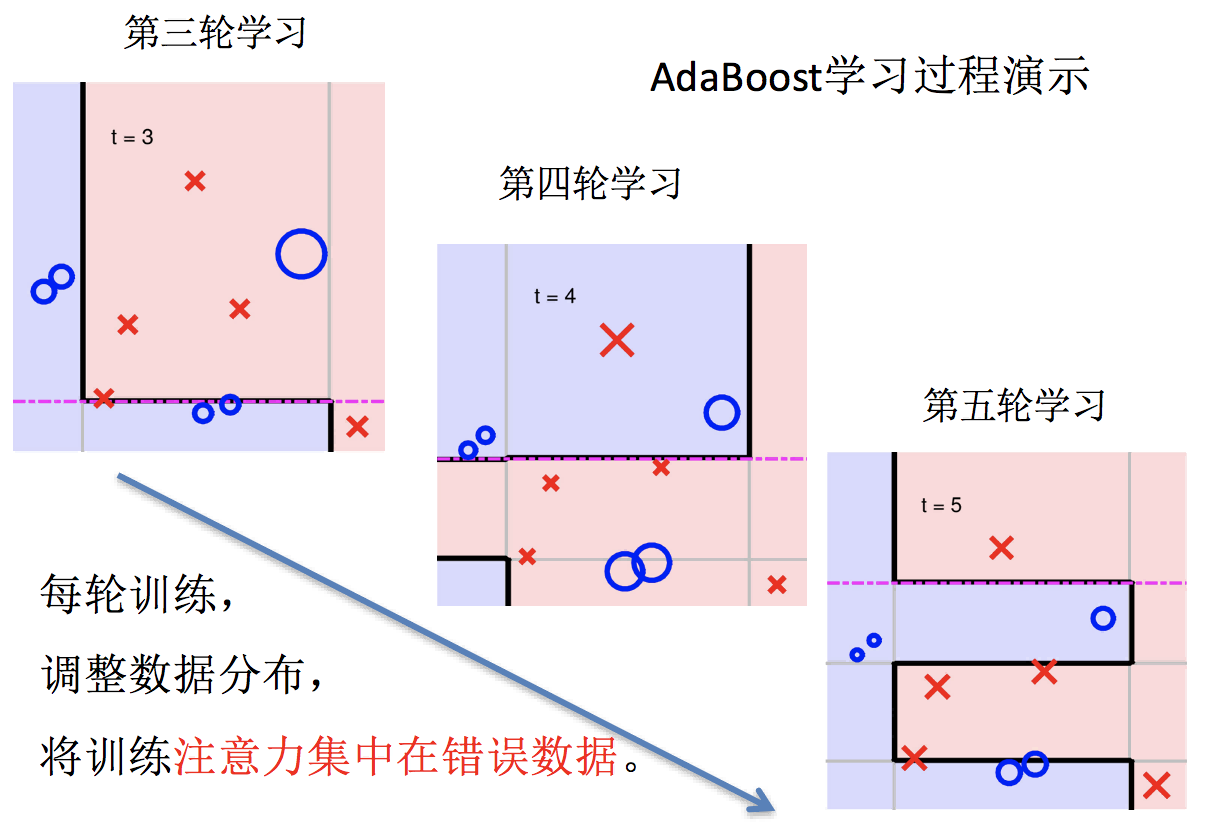 第三轮学习
AdaBoost学习过程演示
t = 3
第四轮学习
t = 4
第五轮学习
t = 5
每轮训练，
调整数据分布，
将训练注意力集中在错误数据。